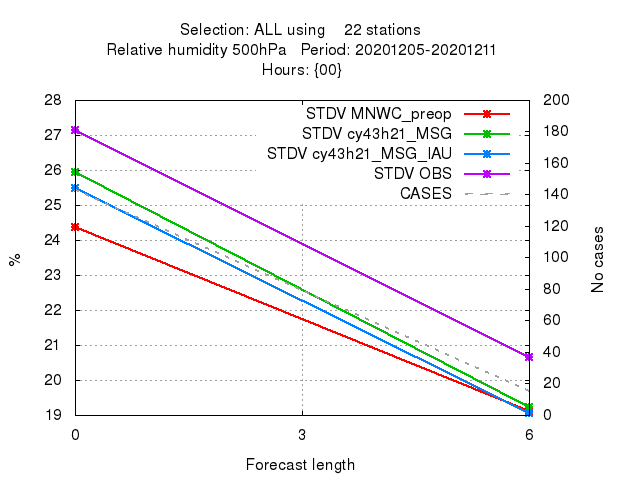 Selection: ALL using 22 stations
Relative humidity 500hPa Period: 20201205-20201211
Hours: {00}
28 200
27 180
26 160
25 140
24 120
23 100
22 80
21 60
20 40
19 20
0
STDV MNWC_preop
STDV cy43h21_MSG
STDV cy43h21_MSG_IAU
STDV OBS
CASES
%
No cases
0 3 6
Forecast length